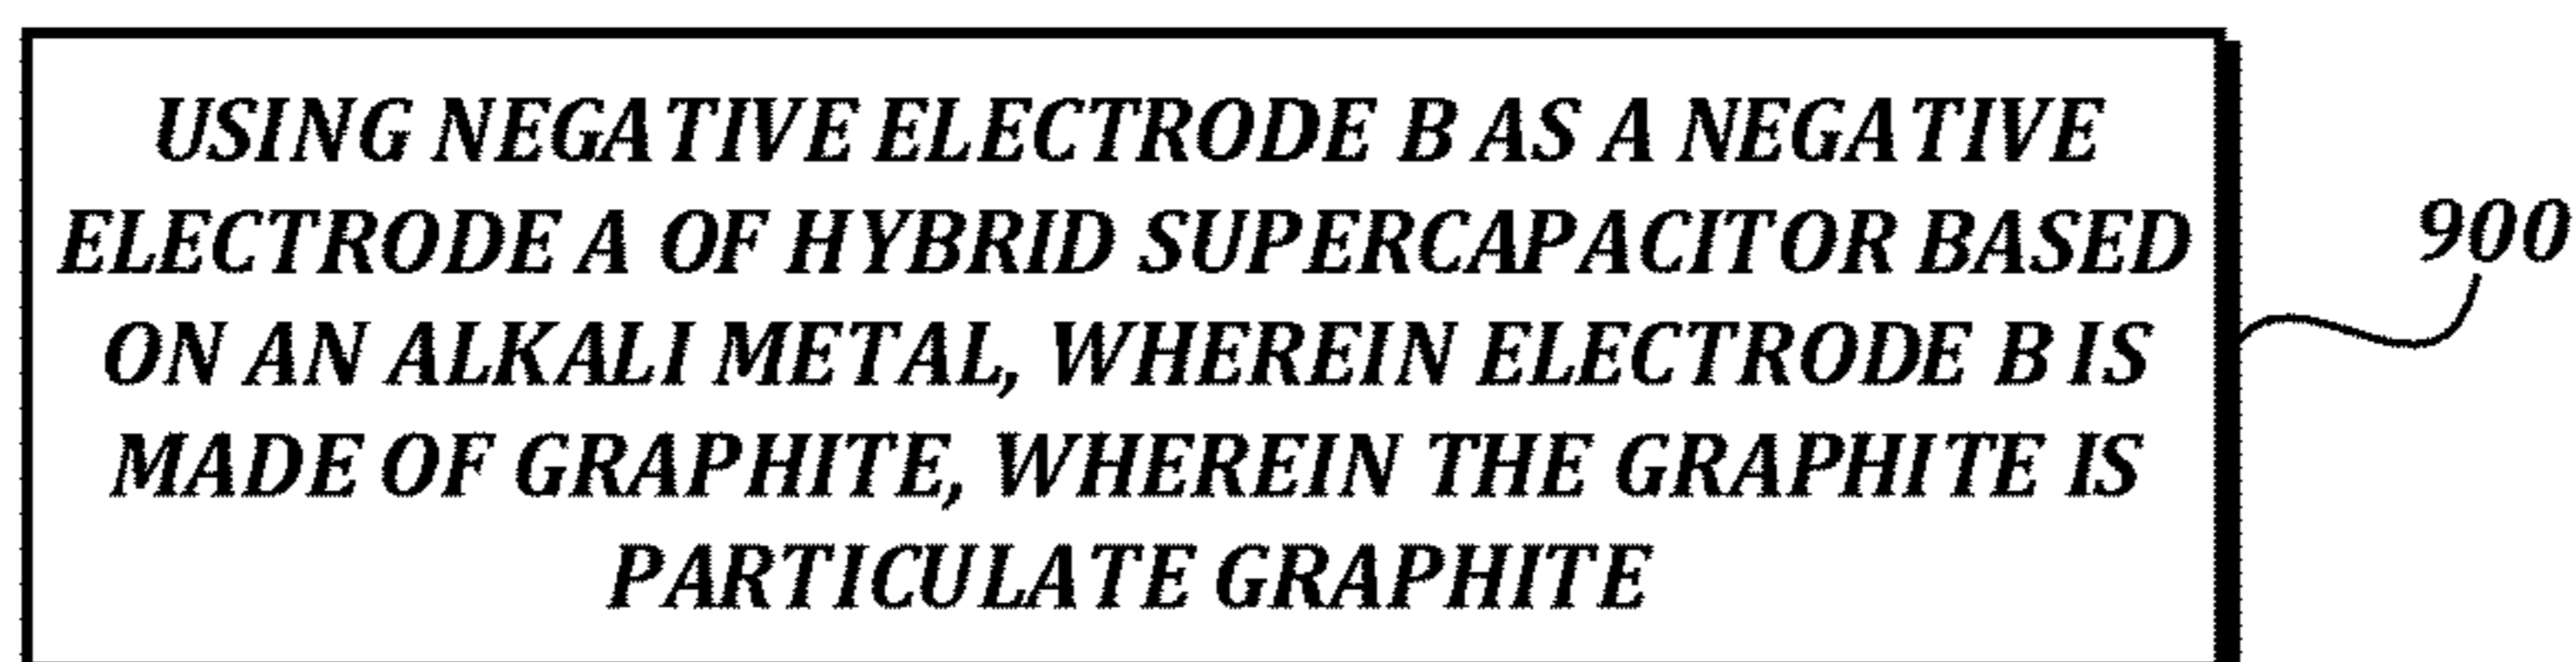 USING NEGATIVE ELECTRODE B AS A NEGATIVE
ELECTRODE A OF HYBRID SUPERCAPACITOR BASED
ON AN ALKALI METAL, WHEREIN ELECTRODE B IS
MADE OF GRAPHITE, WHEREIN THE GRAPHITE IS
PARTICULATE GRAPHITE
900